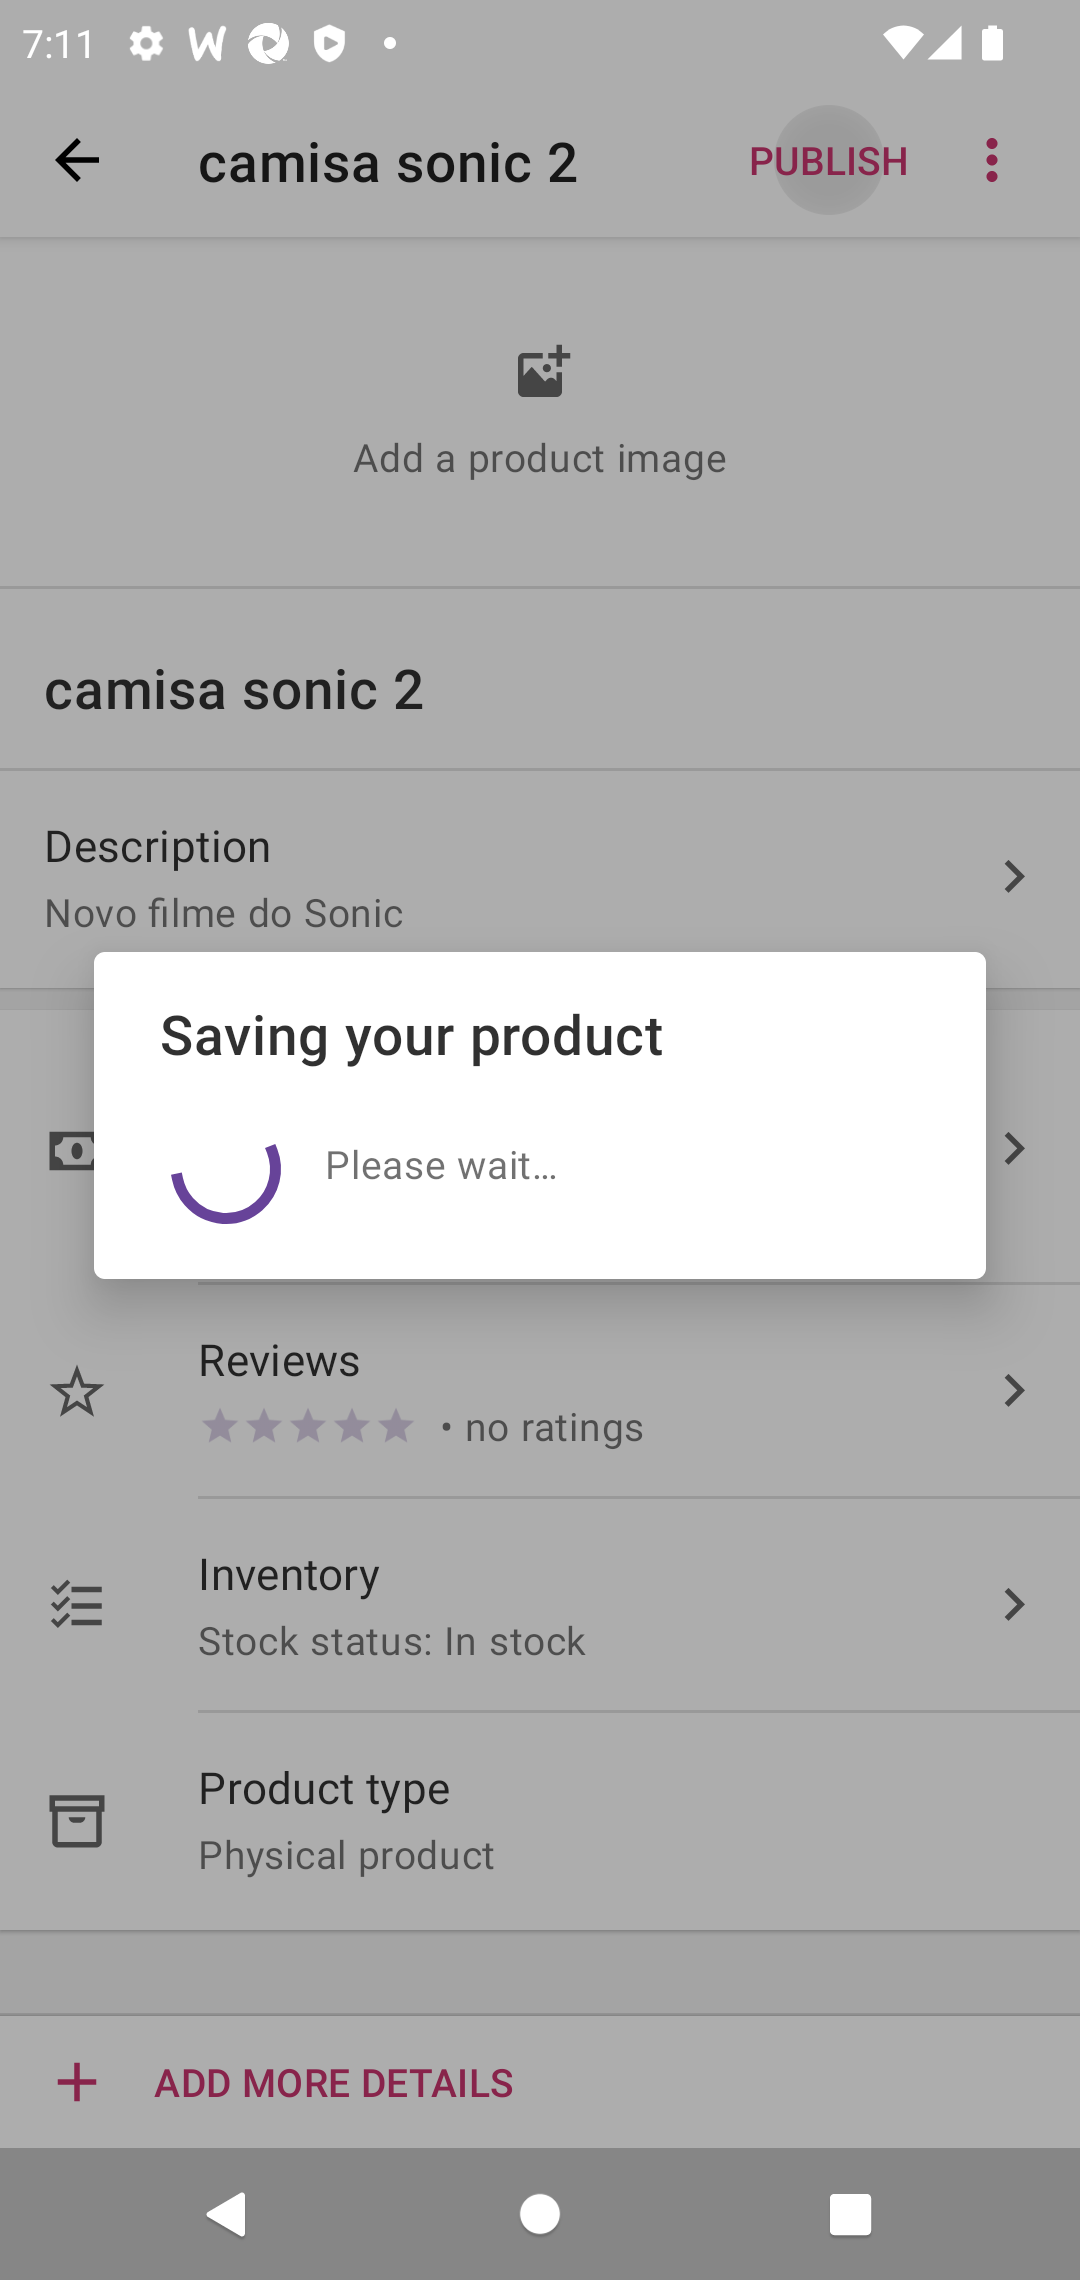 7:11
camisa sonic 2
PUBLISH
Add a product image
camisa sonic 2
Description
Novo filme do Sonic
Saving your product
Please wait...
Reviews
• no ratings
Inventory
Stock status: In stock
Product type
Physical product
ADD MORE DETAILS